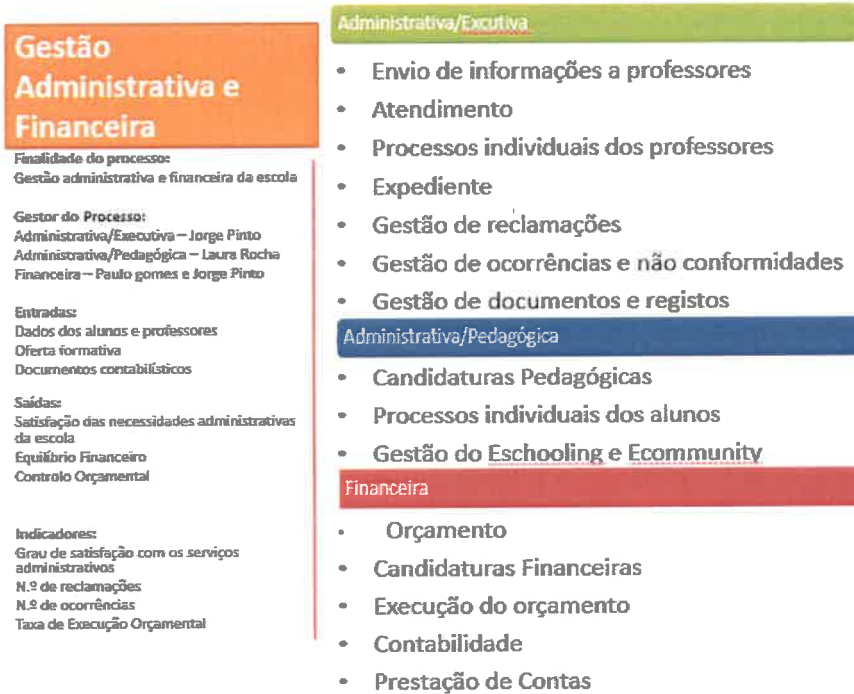 Gestão
Administrativa e
Financeira
Finalidade do processo:
Gestão administrativa e financeira da escola
Gestor do Processo:
Administrativa/Executiva – Jorge Pinto
Administrativa/Pedagógica – Laura Rocha
Financeira – Paulo gomes e Jorge Pinto
Entradas:
Dados dos alunos e professores
Oferta formativa
Documentos contabilísticos
Saídas:
Satisfação das necessidades administrativas
da escola
Equilíbrio Financeiro
Controlo Orçamental
Indicadores:
Grau de satisfação com os serviços
administrativos
N.º de reclamações
N.º de ocorrências
Taxa de Execução Orçamental
Administrativa/Excutiva
• Envio de informações a professores
• Atendimento
• Processos individuais dos professores
• Expediente
• Gestão de reclamações
• Gestão de ocorrências e não conformidades
• Gestão de documentos e registos
Administrativa/Pedagógica
• Candidaturas Pedagógicas
• Processos individuais dos alunos
• Gestão do Eschooling e Ecommunity
Financeira
• Orçamento
• Candidaturas Financeiras
• Execução do orçamento
• Contabilidade
• Prestação de Contas